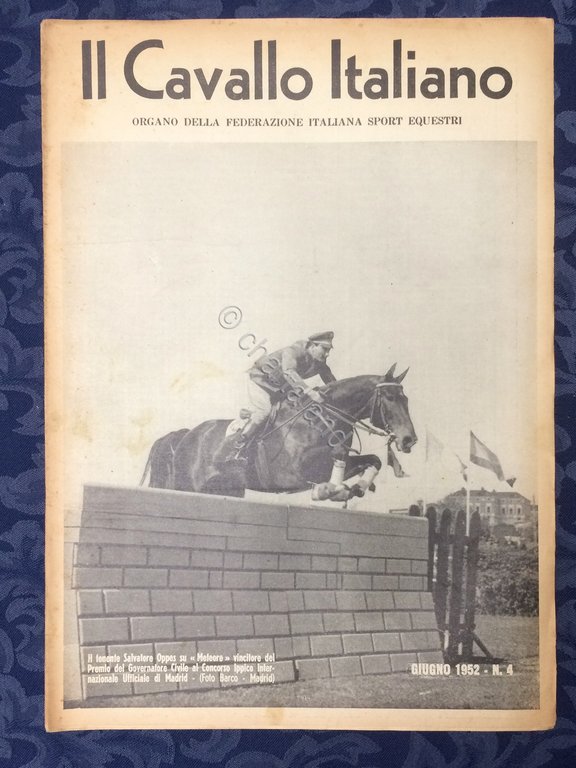 Il Cavallo Italiano
ORGANO DELLA FEDERAZIONE ITALIANA SPORT EQUESTRI
Il tenente Salvatore Oppes su «Meteore» vincitore del
Premio del Governatore Civile al Concorso Ippico Inter-
nazionale Ufficiale di Madrid - (Foto Barco - Madrid)
GIUGNO 1952 - N. 4